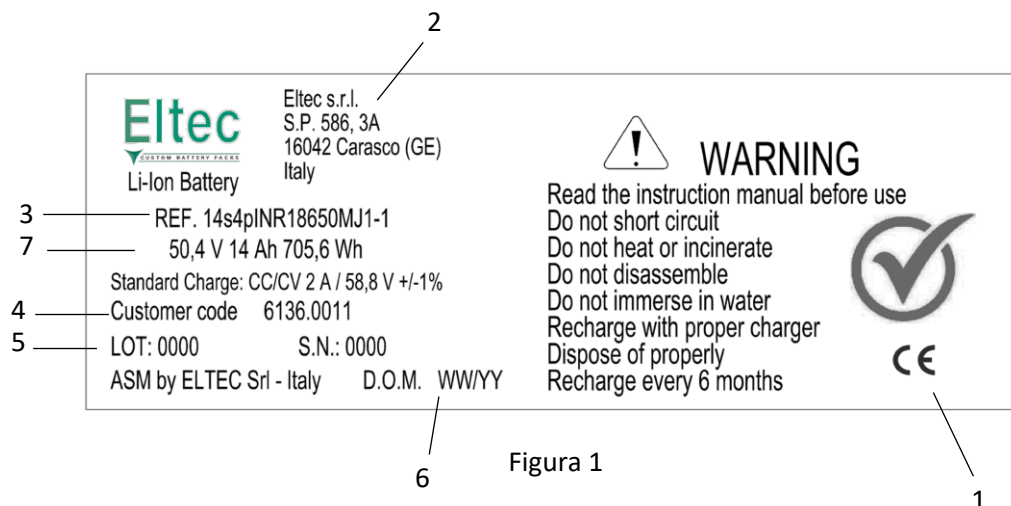 2
Eltec
CUSTOM BATTERY PACKS
Li-Ion Battery
Eltec s.r.l.
S.P. 586, 3A
16042 Carasco (GE)
Italy
3
REF. 14s4pINR18650MJ1-1
7
50,4 V 14 Ah 705,6 Wh
Standard Charge: CC/CV 2 A / 58,8 V +/-1%
4
Customer code 6136.0011
5
LOT: 0000 S.N.: 0000
ASM by ELTEC Srl - Italy D.O.M. WW/YY
! WARNING
Read the instruction manual before use
Do not short circuit
Do not heat or incinerate
Do not disassemble
Do not immerse in water
Recharge with proper charger
Dispose of properly
Recharge every 6 months
CE
6
Figura 1
1